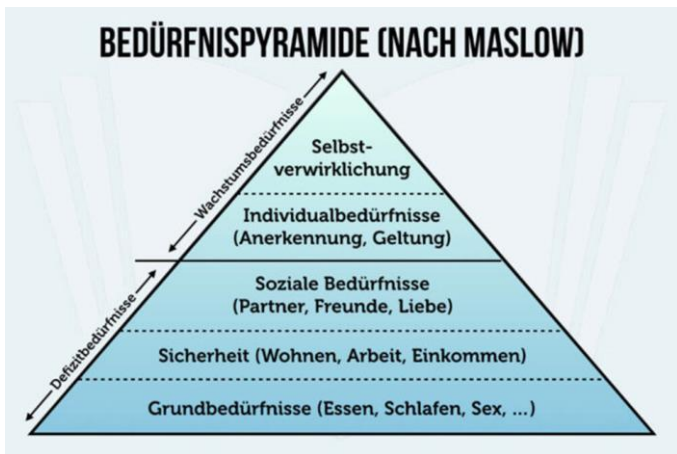 BEDÜRFNISPYRAMIDE (NACH MASLOW)
Wachstumsbedürfnisse
Selbst-
verwirklichung
Individualbedürfnisse
(Anerkennung, Geltung)
Defizitbedürfnisse
Soziale Bedürfnisse
(Partner, Freunde, Liebe)
Sicherheit (Wohnen, Arbeit, Einkommen)
Grundbedürfnisse (Essen, Schlafen, Sex, ...)